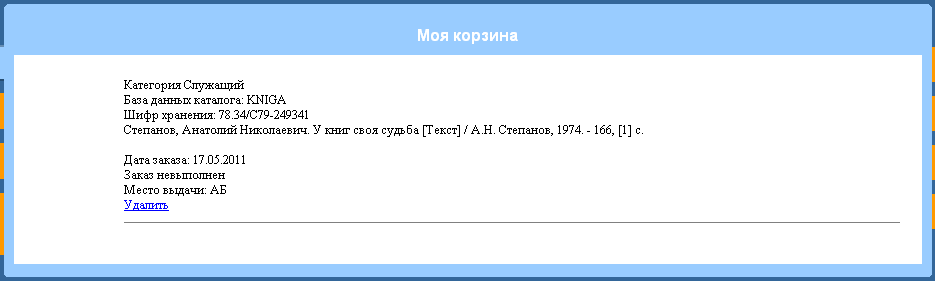 Моя корзина
Категория Служащий
База данных каталога: KNIGA
Шифр хранения: 78.34/С79-249341
Степанов, Анатолий Николаевич. У книг своя судьба [Текст] / А.Н. Степанов, 1974. - 166, [1] с.
Дата заказа: 17.05.2011
Заказ невыполнен
Место выдачи: АБ
Удалить